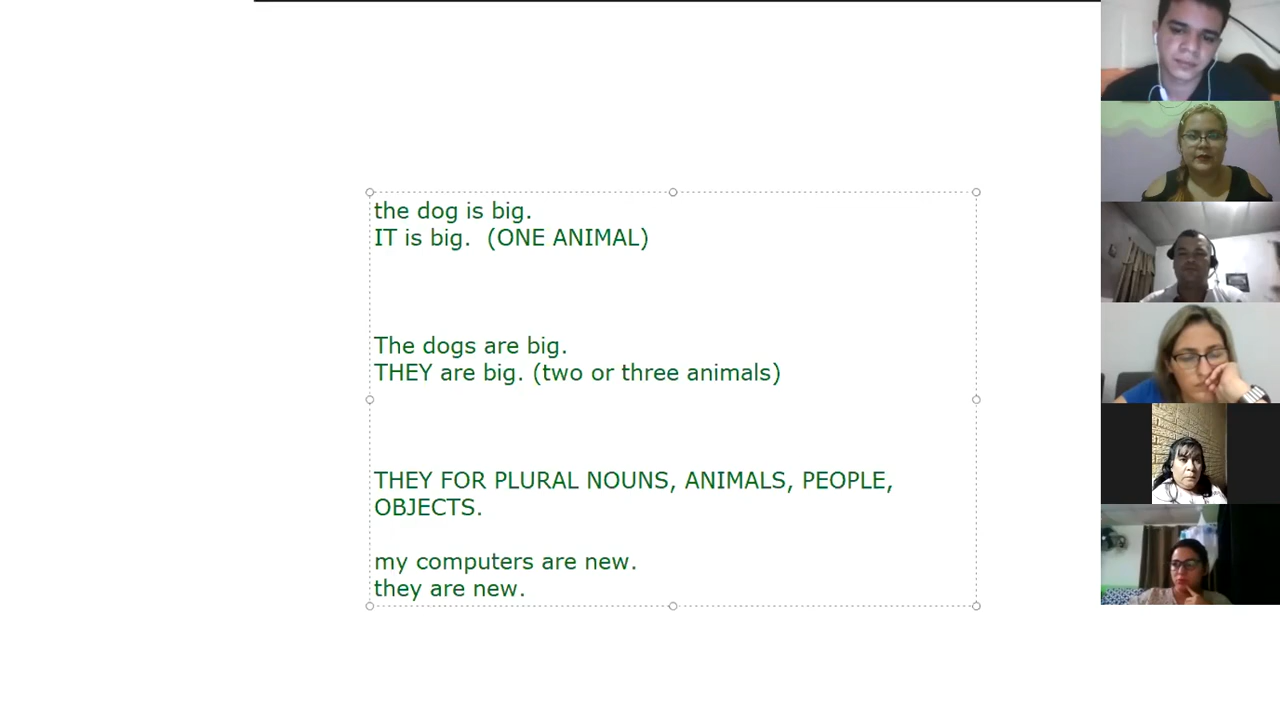 the dog is big.
IT is big.  (ONE ANIMAL)
The dogs are big.
THEY are big. (two or three animals)
THEY FOR PLURAL NOUNS, ANIMALS, PEOPLE,
OBJECTS.
my computers are new.
they are new.